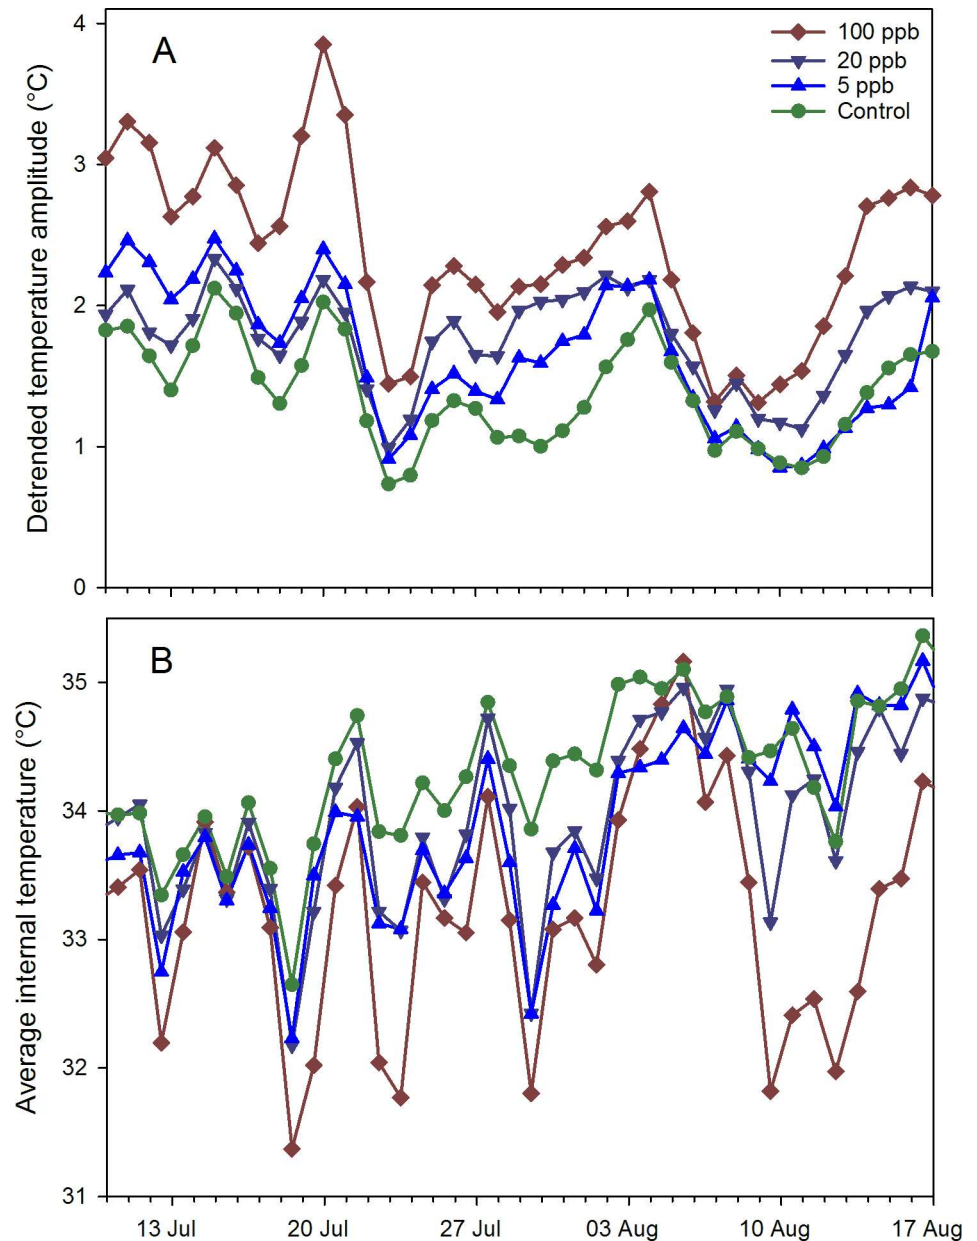 A
100 ppb
20 ppb
5 ppb
Control
Detrended temperature amplitude (°C)
4
3
2
1
0
B
Average internal temperature (°C)
35
34
33
32
31
13 Jul
20 Jul
27 Jul
03 Aug
10 Aug
17 Aug